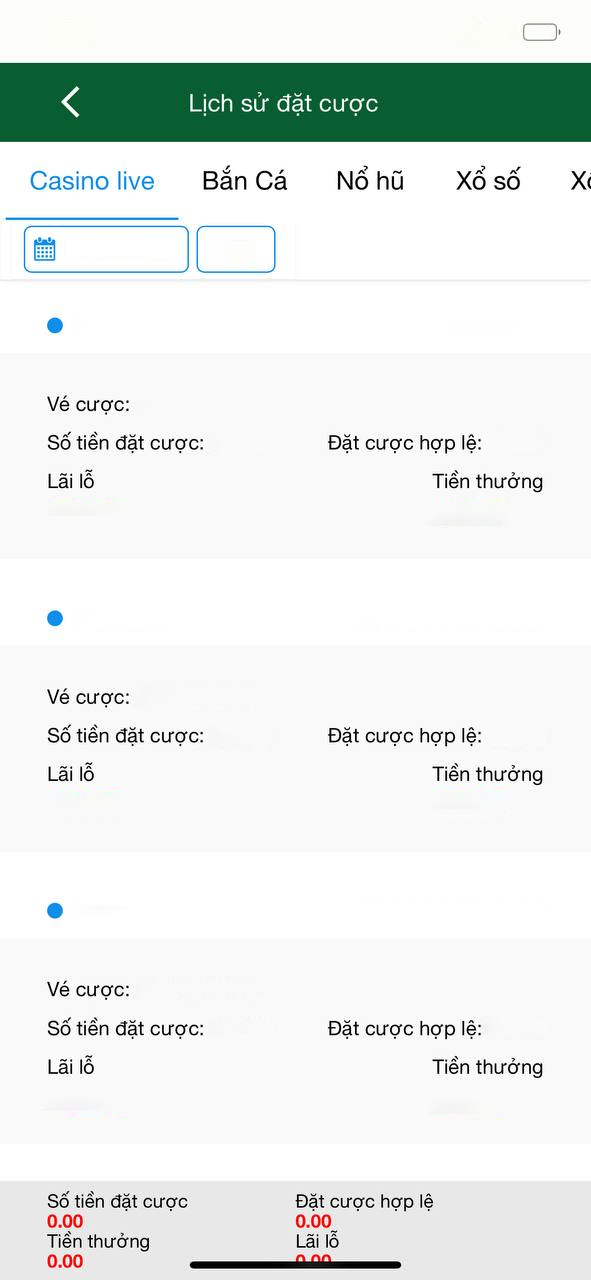 Lịch sử đặt cược
Casino live Bắn Cá Nổ hũ Xổ số
Vé cược:
Số tiền đặt cược: Đặt cược hợp lệ:
Lãi lỗ Tiền thưởng
Vé cược:
Số tiền đặt cược: Đặt cược hợp lệ:
Lãi lỗ Tiền thưởng
Vé cược:
Số tiền đặt cược: Đặt cược hợp lệ:
Lãi lỗ Tiền thưởng
Số tiền đặt cược Đặt cược hợp lệ
0.00 0.00
Tiền thưởng Lãi lỗ
0.00 0.00